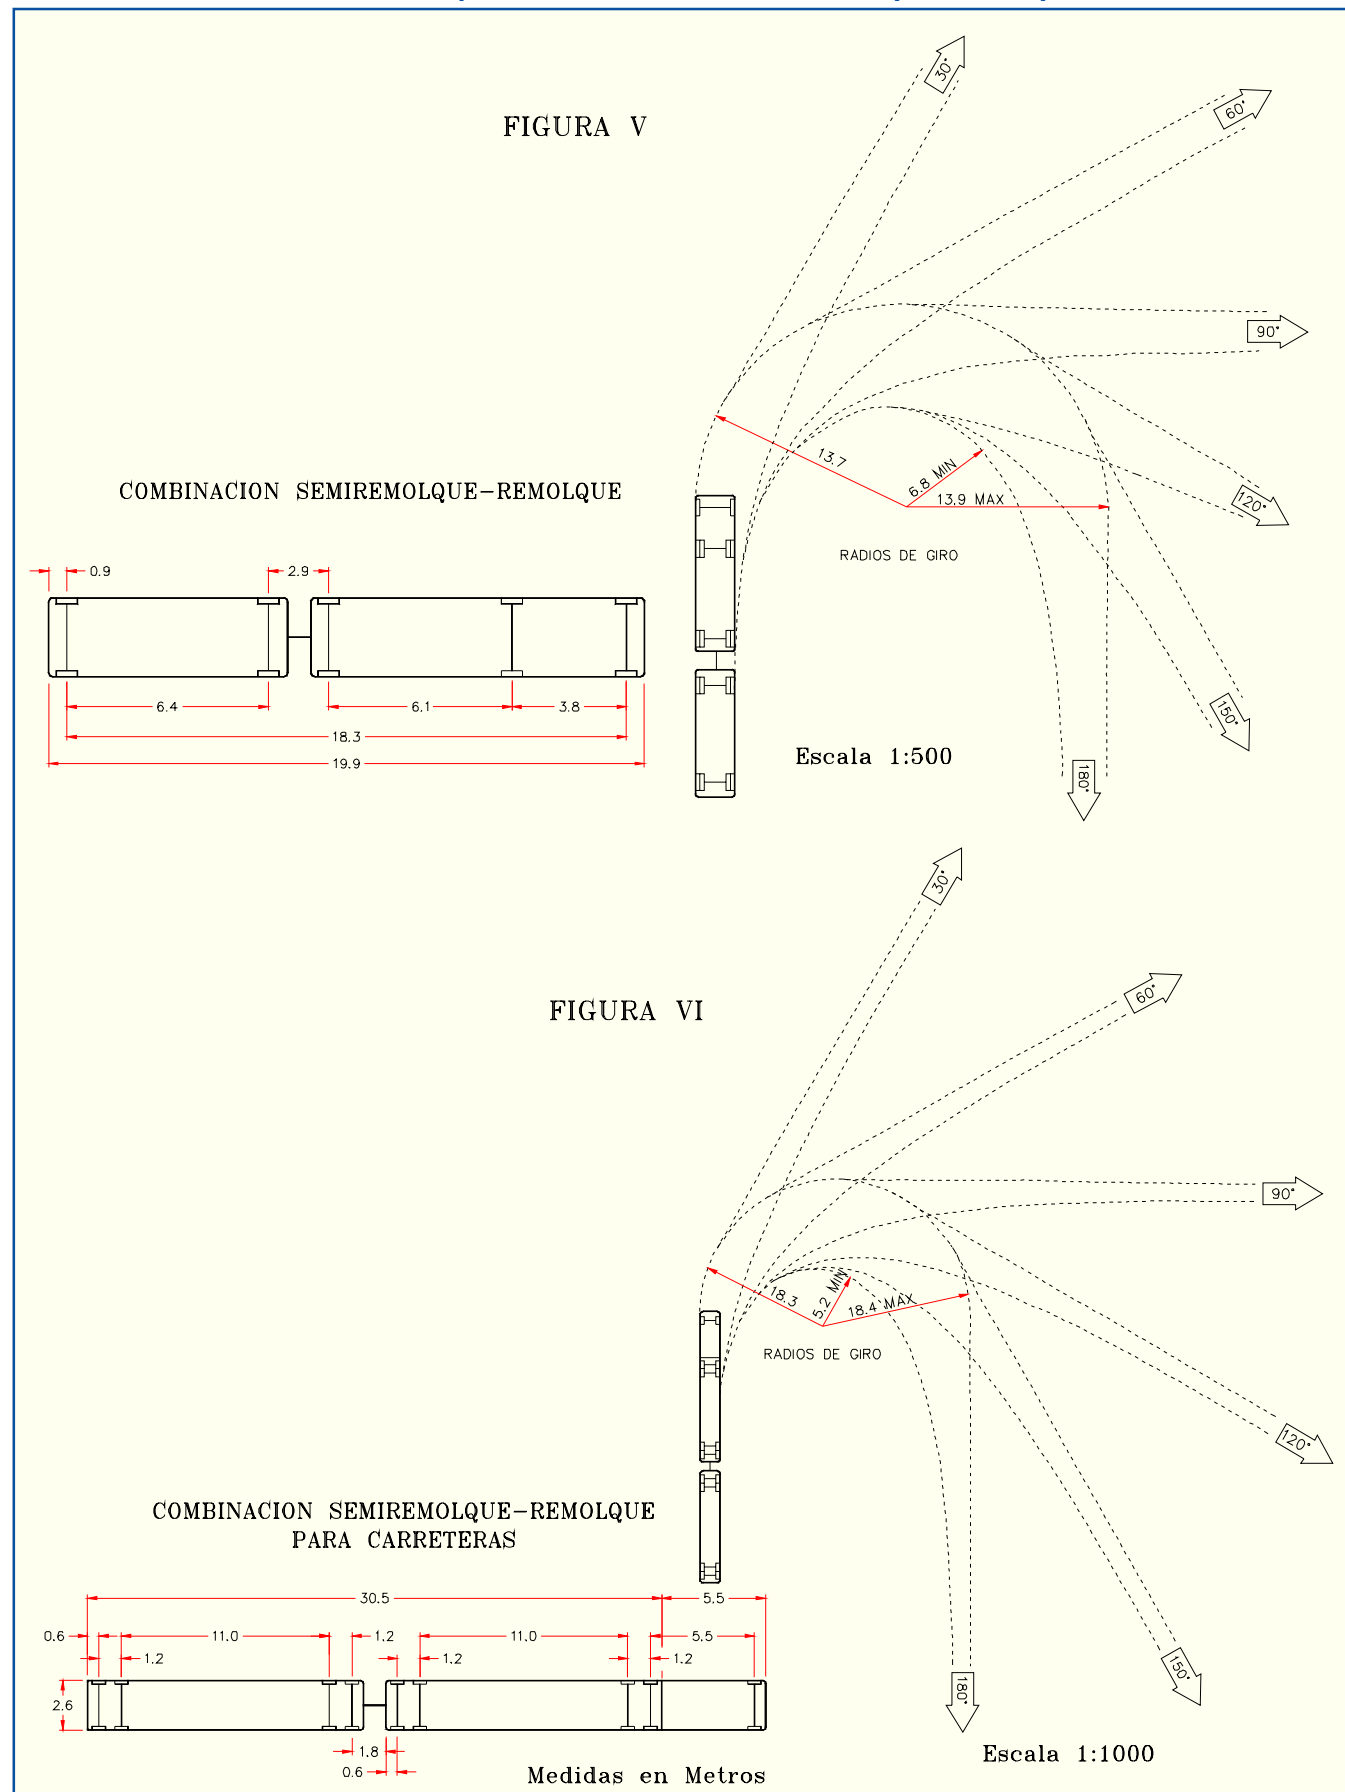 30°
60°
FIGURA V
90°
13.7
6.8 MIN
13.9 MAX
COMBINACION SEMIREMOLQUE-REMOLQUE
120°
RADIOS DE GIRO
0.9
2.9
6.4
6.1
3.8
18.3
19.9
150°
Escala 1:500
180°
30°
60°
FIGURA VI
90°
18.3
5.2 MIN
18.4 MAX
RADIOS DE GIRO
120°
COMBINACION SEMIREMOLQUE-REMOLQUE
PARA CARRETERAS
30.5
5.5
0.6
11.0
1.2
11.0
5.5
1.2
1.2
1.2
150°
180°
2.6
1.8
0.6
Escala 1:1000
Medidas en Metros